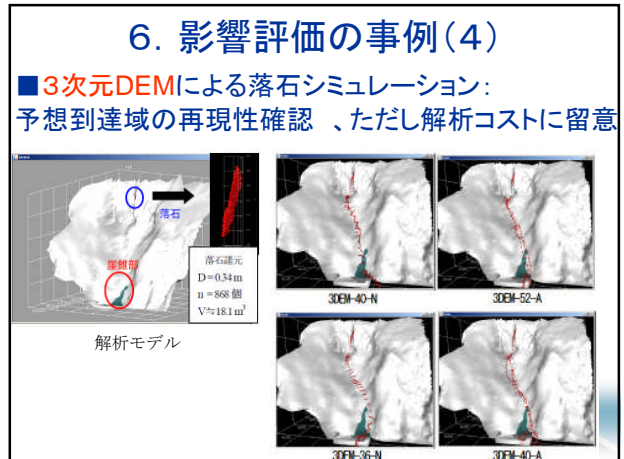 6. 影響評価の事例(4)
■3次元DEMによる落石シミュレーション:
予想到達域の再現性確認 、ただし解析コストに留意
落石
崖錐部
落石諸元
D=0.34m
n=868個
V≒18.1m³
解析モデル
3DEM-40-N
3DEM-52-A
3DEM-36-N
3DEM-40-A